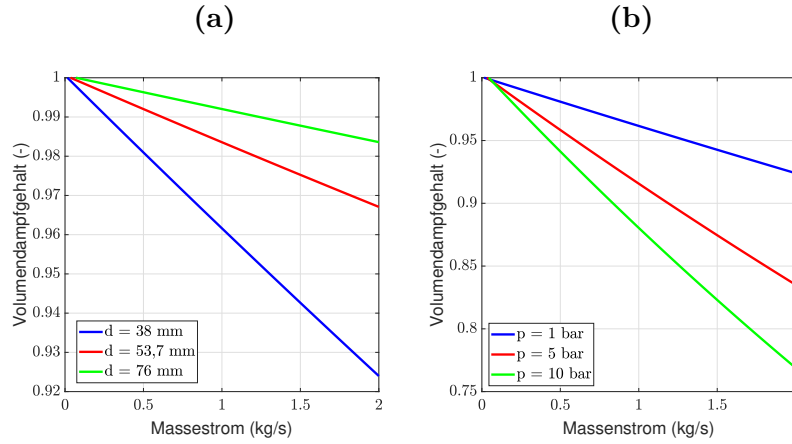 (a)
1
0.99
0.98
0.97
0.96
0.95
0.94
0.93
0.92
0
0.5
1
1.5
2
Volumendampfgehalt (-)
Massestrom (kg/s)
d = 38 mm
d = 53,7 mm
d = 76 mm
(b)
1
0.95
0.9
0.85
0.8
0.75
0
0.5
1
1.5
Volumendampfgehalt (-)
Massenstrom (kg/s)
p = 1 bar
p = 5 bar
p = 10 bar